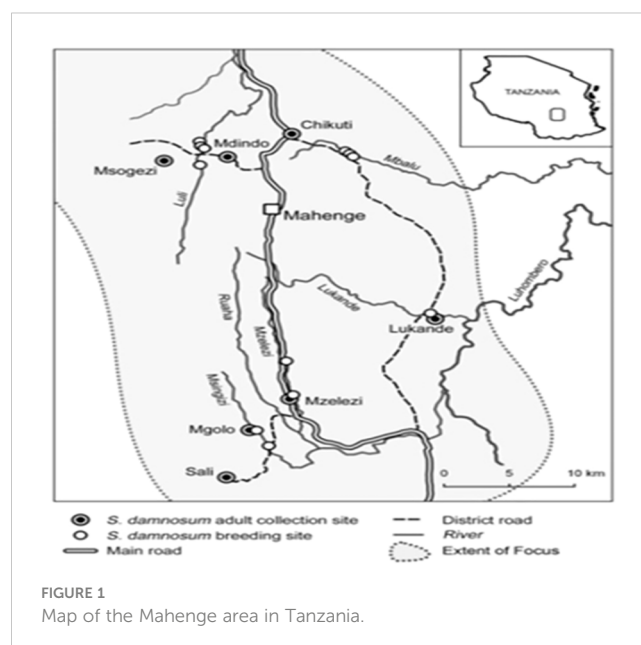 TANZANIA
Chikuti
Mdindo
Msogezi
Mbalu
Luli
Mahenge
Luhombero
Ruaha
Mzelezi
Lukande
Lukande
Msingizi
Mzelezi
Mgolo
Sali
0 5 10 km
S. damnosum adult collection site
S. damnosum breeding site
Main road
District road
River
Extent of Focus
FIGURE 1
Map of the Mahenge area in Tanzania.